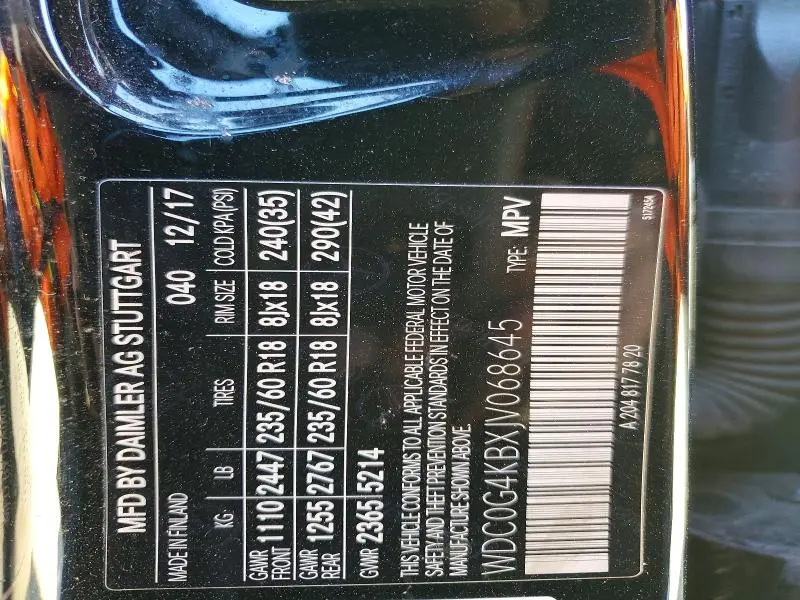 MFD BY DAIMLER AG STUTTGART
MADE IN FINLAND 040 12/17
KG LB TIRES RIM SIZE COLD KPA(PSI)
GAWR FRONT 1110 2447 235/60 R18 8Jx18 240(35)
GAWR REAR 1255 2767 235/60 R18 8Jx18 290(42)
GVWR 2365 5214
THIS VEHICLE CONFORMS TO ALL APPLICABLE FEDERAL MOTOR VEHICLE
SAFETY AND THEFT PREVENTION STANDARDS IN EFFECT ON THE DATE OF
MANUFACTURE SHOWN ABOVE.
WDC0G4KBXJV068645 TYPE: MPV
A 204 817 78 20
5172454